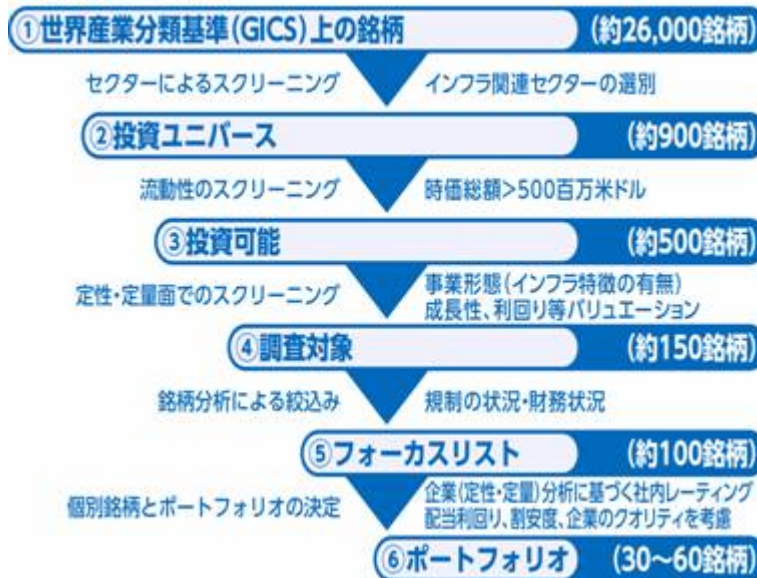 ①世界産業分類基準(GICS)上の銘柄 (約26,000銘柄)
セクターによるスクリーニング インフラ関連セクターの選別
②投資ユニバース (約900銘柄)
流動性のスクリーニング 時価総額>500百万米ドル
③投資可能 (約500銘柄)
定性・定量面でのスクリーニング 事業形態(インフラ特徴の有無)
成長性、利回り等バリュエーション
④調査対象 (約150銘柄)
銘柄分析による絞込み 規制の状況・財務状況
⑤フォーカスリスト (約100銘柄)
個別銘柄とポートフォリオの決定 企業(定性・定量)分析に基づく社内レーティング
配当利回り、割安度、企業のクオリティを考慮
⑥ポートフォリオ (30～60銘柄)